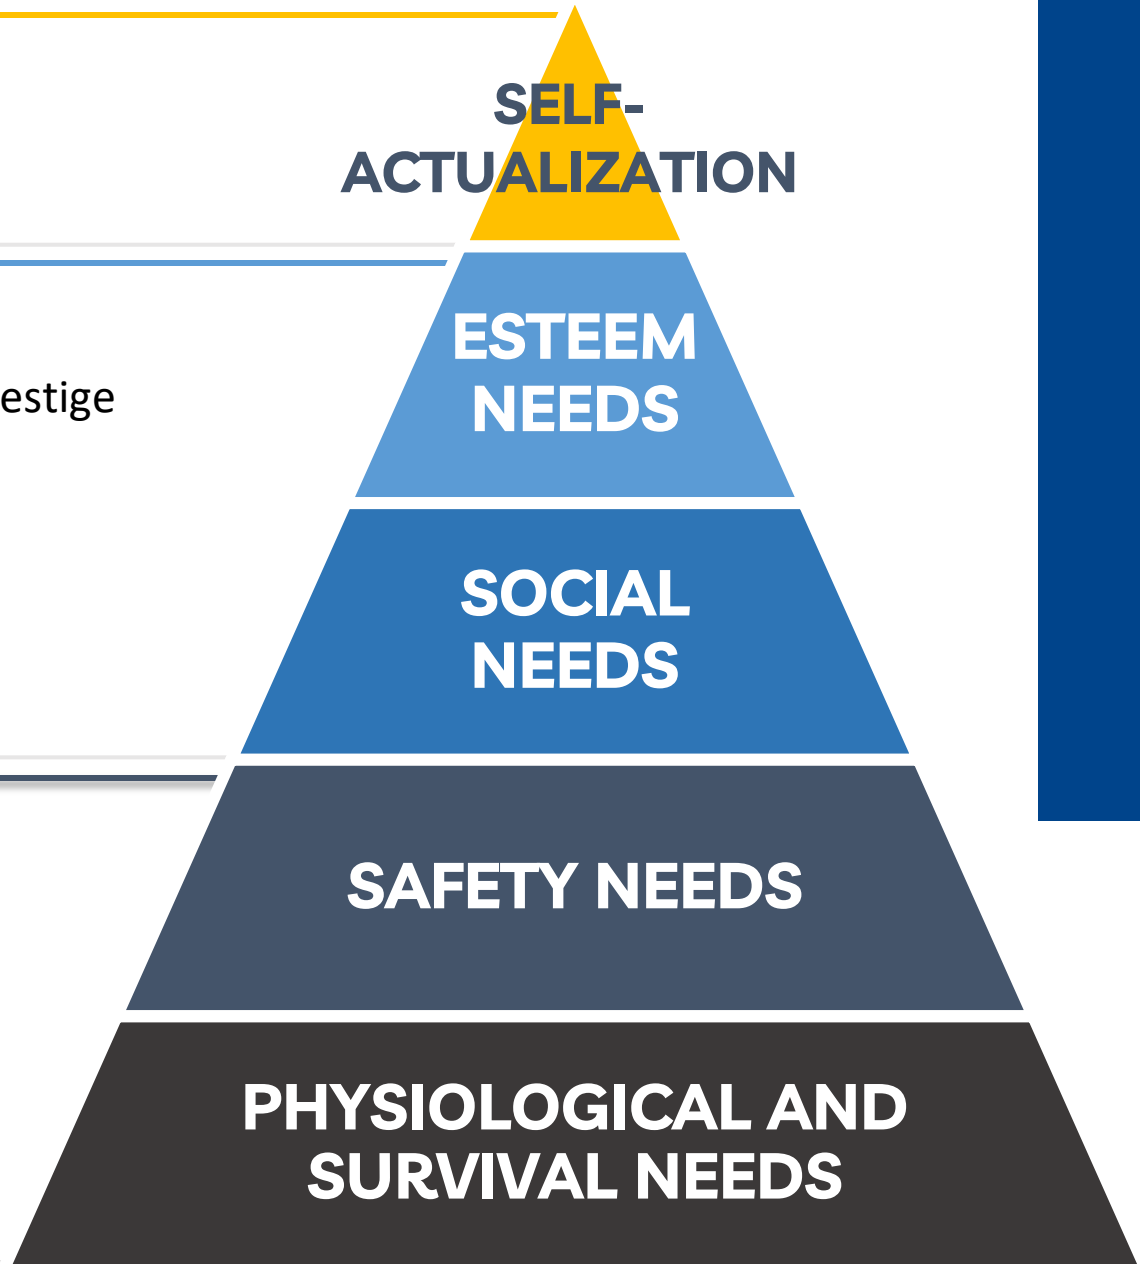 SELF-
ACTUALIZATION
ESTEEM
NEEDS
estige
SOCIAL
NEEDS
SAFETY NEEDS
PHYSIOLOGICAL AND
SURVIVAL NEEDS